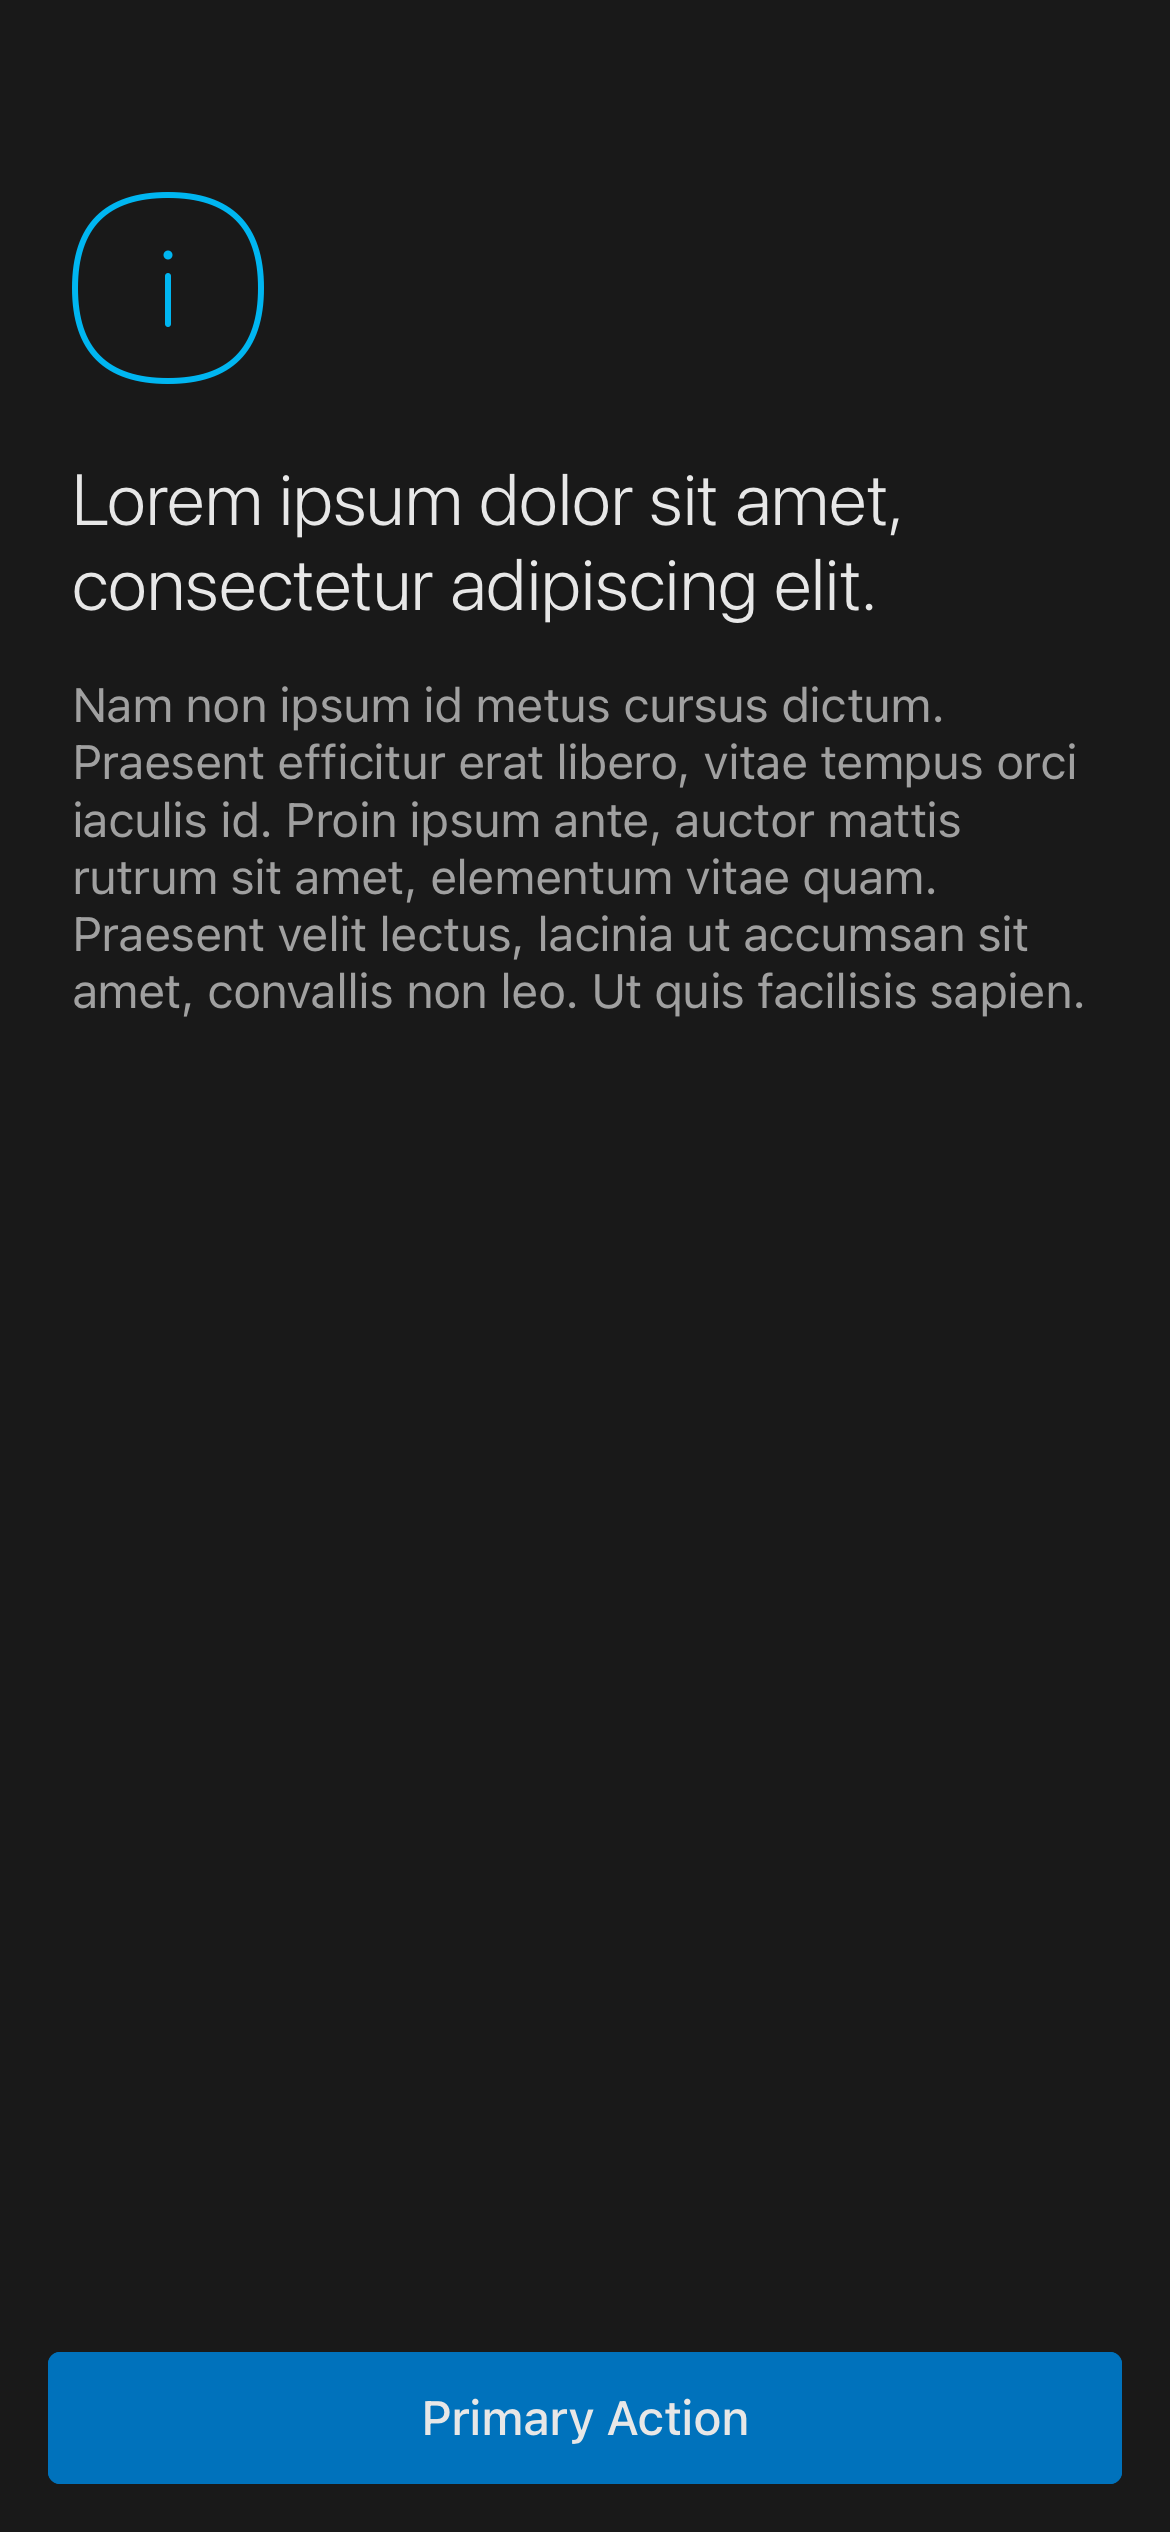 i
Lorem ipsum dolor sit amet,
consectetur adipiscing elit.
Nam non ipsum id metus cursus dictum.
Praesent efficitur erat libero, vitae tempus orci
iaculis id. Proin ipsum ante, auctor mattis
rutrum sit amet, elementum vitae quam.
Praesent velit lectus, lacinia ut accumsan sit
amet, convallis non leo. Ut quis facilisis sapien.
Primary Action